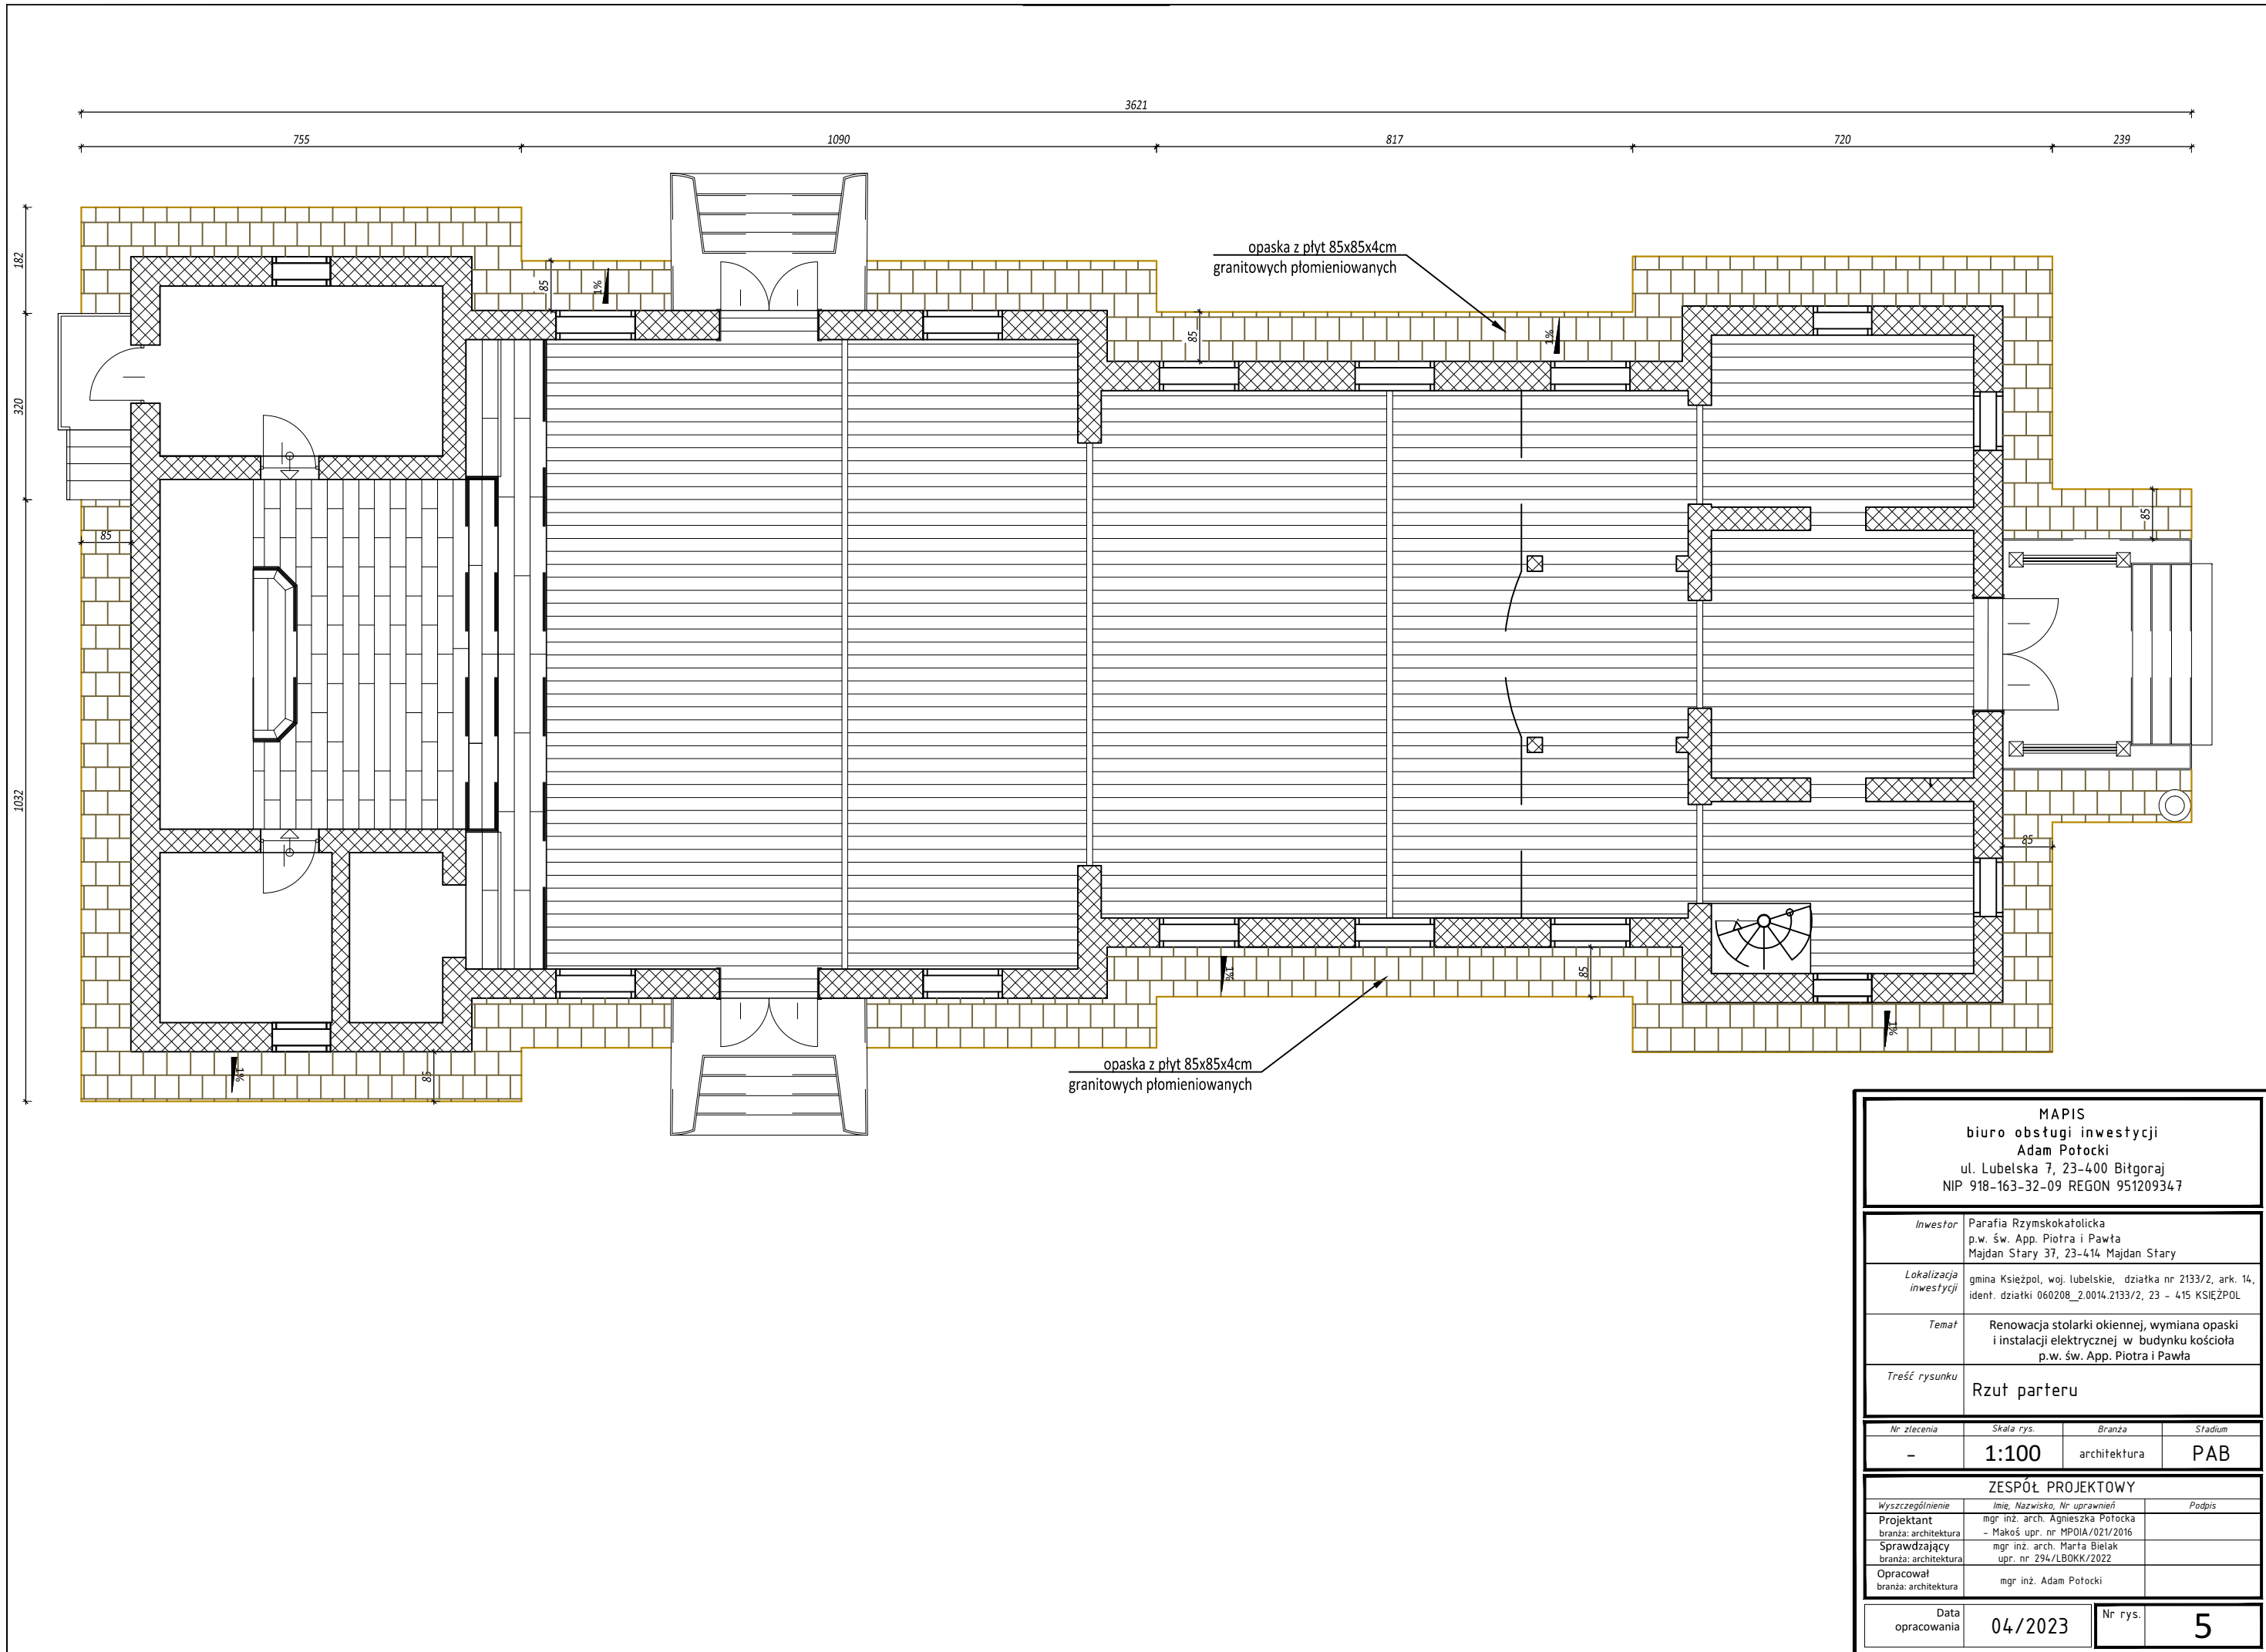 3621
755
1090
817
720
239
182
320
1032
85
1%
opaska z płyt 85x85x4cm
granitowych płomieniowanych
85
1%
85
85
85
85
1%
85
1%
85
1%
opaska z płyt 85x85x4cm
granitowych płomieniowanych
MAPIS
biuro obsługi inwestycji
Adam Potocki
ul. Lubelska 7, 23-400 Biłgoraj
NIP 918-163-32-09 REGON 951209347
Inwestor
Parafia Rzymskokatolicka
p.w. św. App. Piotra i Pawła
Majdan Stary 37, 23-414 Majdan Stary
Lokalizacja
inwestycji
gmina Księżpol, woj. lubelskie, działka nr 2133/2, ark. 14,
ident. działki 060208_2.0014.2133/2, 23 - 415 KSIĘŻPOL
Temat
Renowacja stolarki okiennej, wymiana opaski
i instalacji elektrycznej w budynku kościoła
p.w. św. App. Piotra i Pawła
Treść rysunku
Rzut parteru
Nr zlecenia Skala rys. Branża Stadium
- 1:100 architektura PAB
ZESPÓŁ PROJEKTOWY
Wyszczególnienie Imię, Nazwisko, Nr uprawnień Podpis
Projektant
branża: architektura
mgr inż. arch. Agnieszka Potocka
- Makoś upr. nr MPOIA/021/2016
Sprawdzający
branża: architektura
mgr inż. arch. Marta Bielak
upr. nr 294/LBOKK/2022
Opracował
branża: architektura
mgr inż. Adam Potocki
Data
opracowania
04/2023
Nr rys.
5